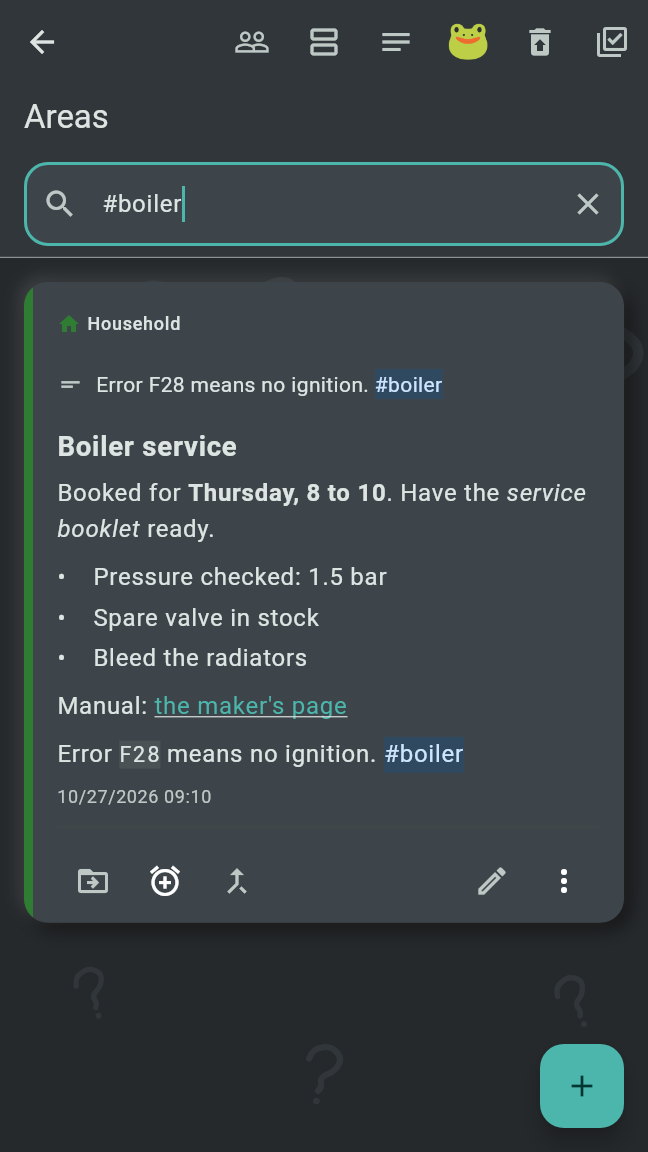 Areas
#boiler
Household
Error F28 means no ignition. #boiler
Boiler service
Booked for Thursday, 8 to 10. Have the service
booklet ready.
• Pressure checked: 1.5 bar
• Spare valve in stock
• Bleed the radiators
Manual: the maker's page
Error F28 means no ignition. #boiler
10/27/2026 09:10